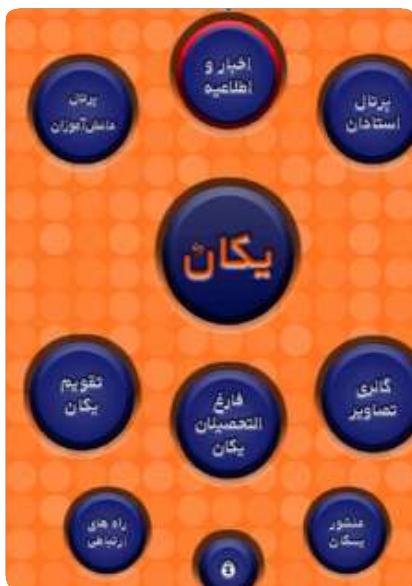 اخبار و
اطلاعیه
پرتال
استادان
پرتال
دانش‌آموزان
یکان
گالری
تصاویر
فارغ
التحصیلان
یکان
تقویم
یکان
منشور
یکان
راه های
ارتباطی